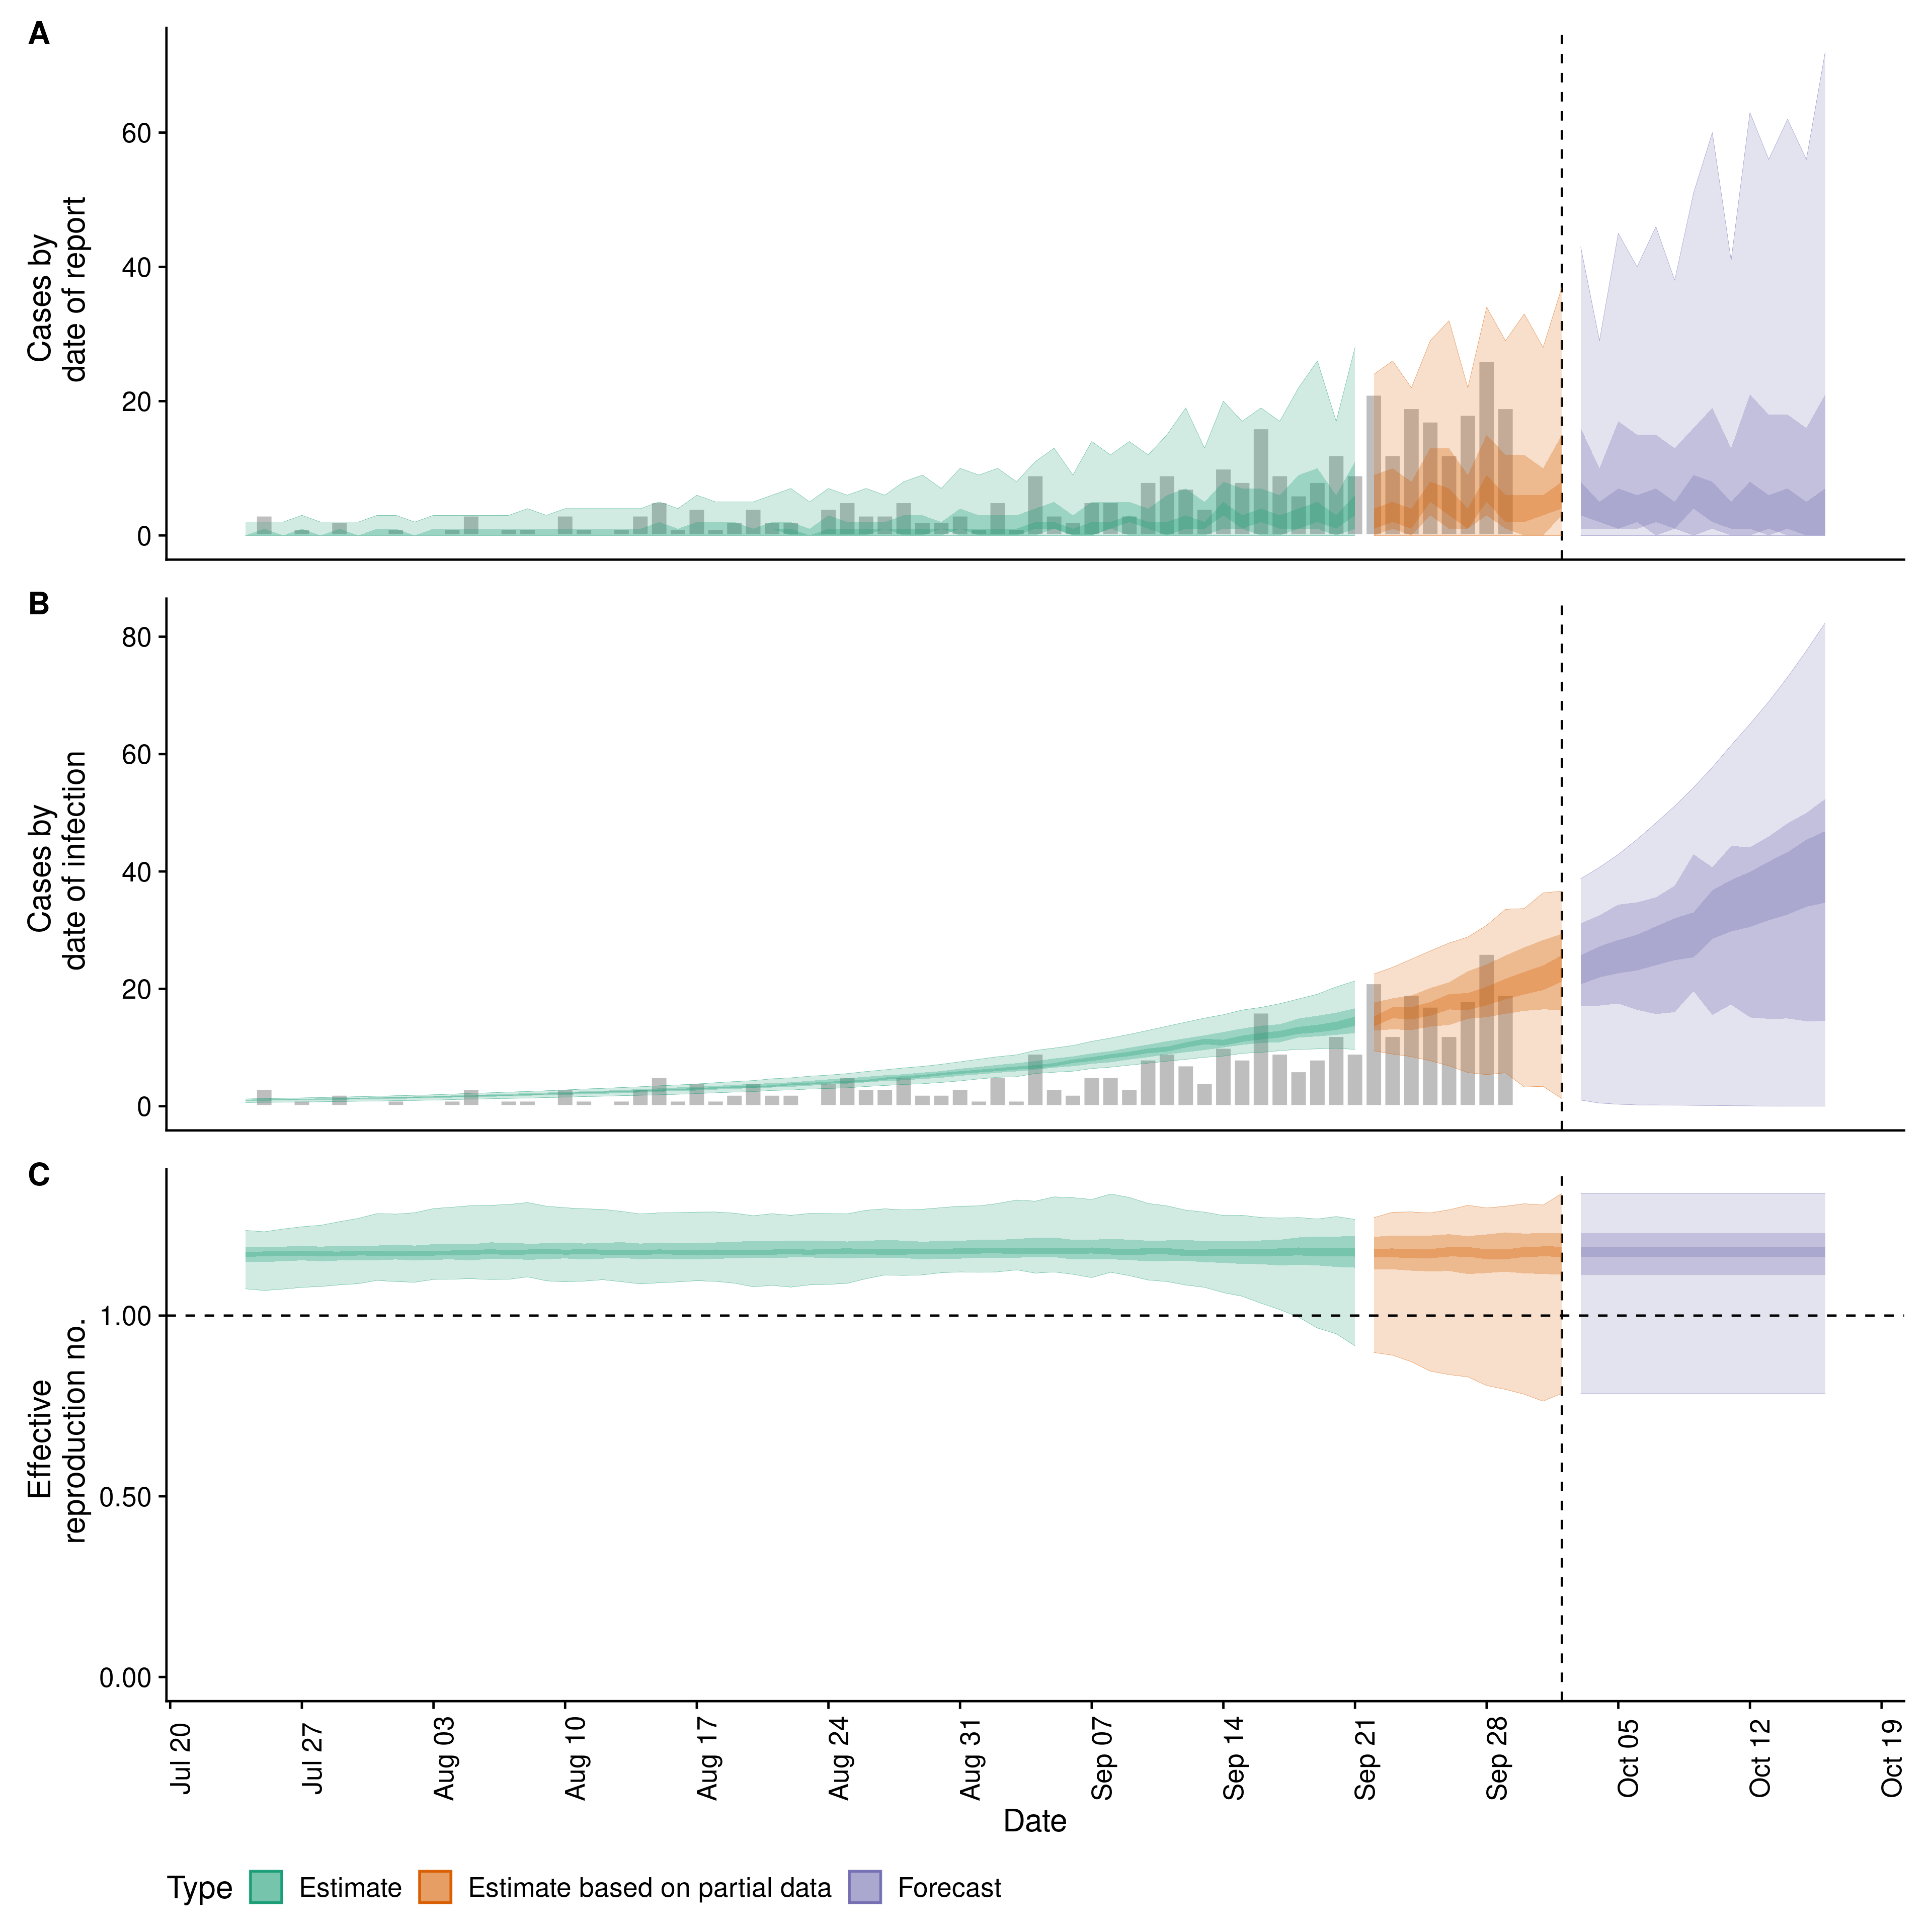 A
Cases by
date of report
60
40
20
0
B
Cases by
date of infection
80
60
40
20
0
C
Effective
reproduction no.
1.00
0.50
0.00
Jul 20
Jul 27
Aug 03
Aug 10
Aug 17
Aug 24
Aug 31
Sep 07
Sep 14
Sep 21
Sep 28
Oct 05
Oct 12
Oct 19
Date
Type Estimate Estimate based on partial data Forecast